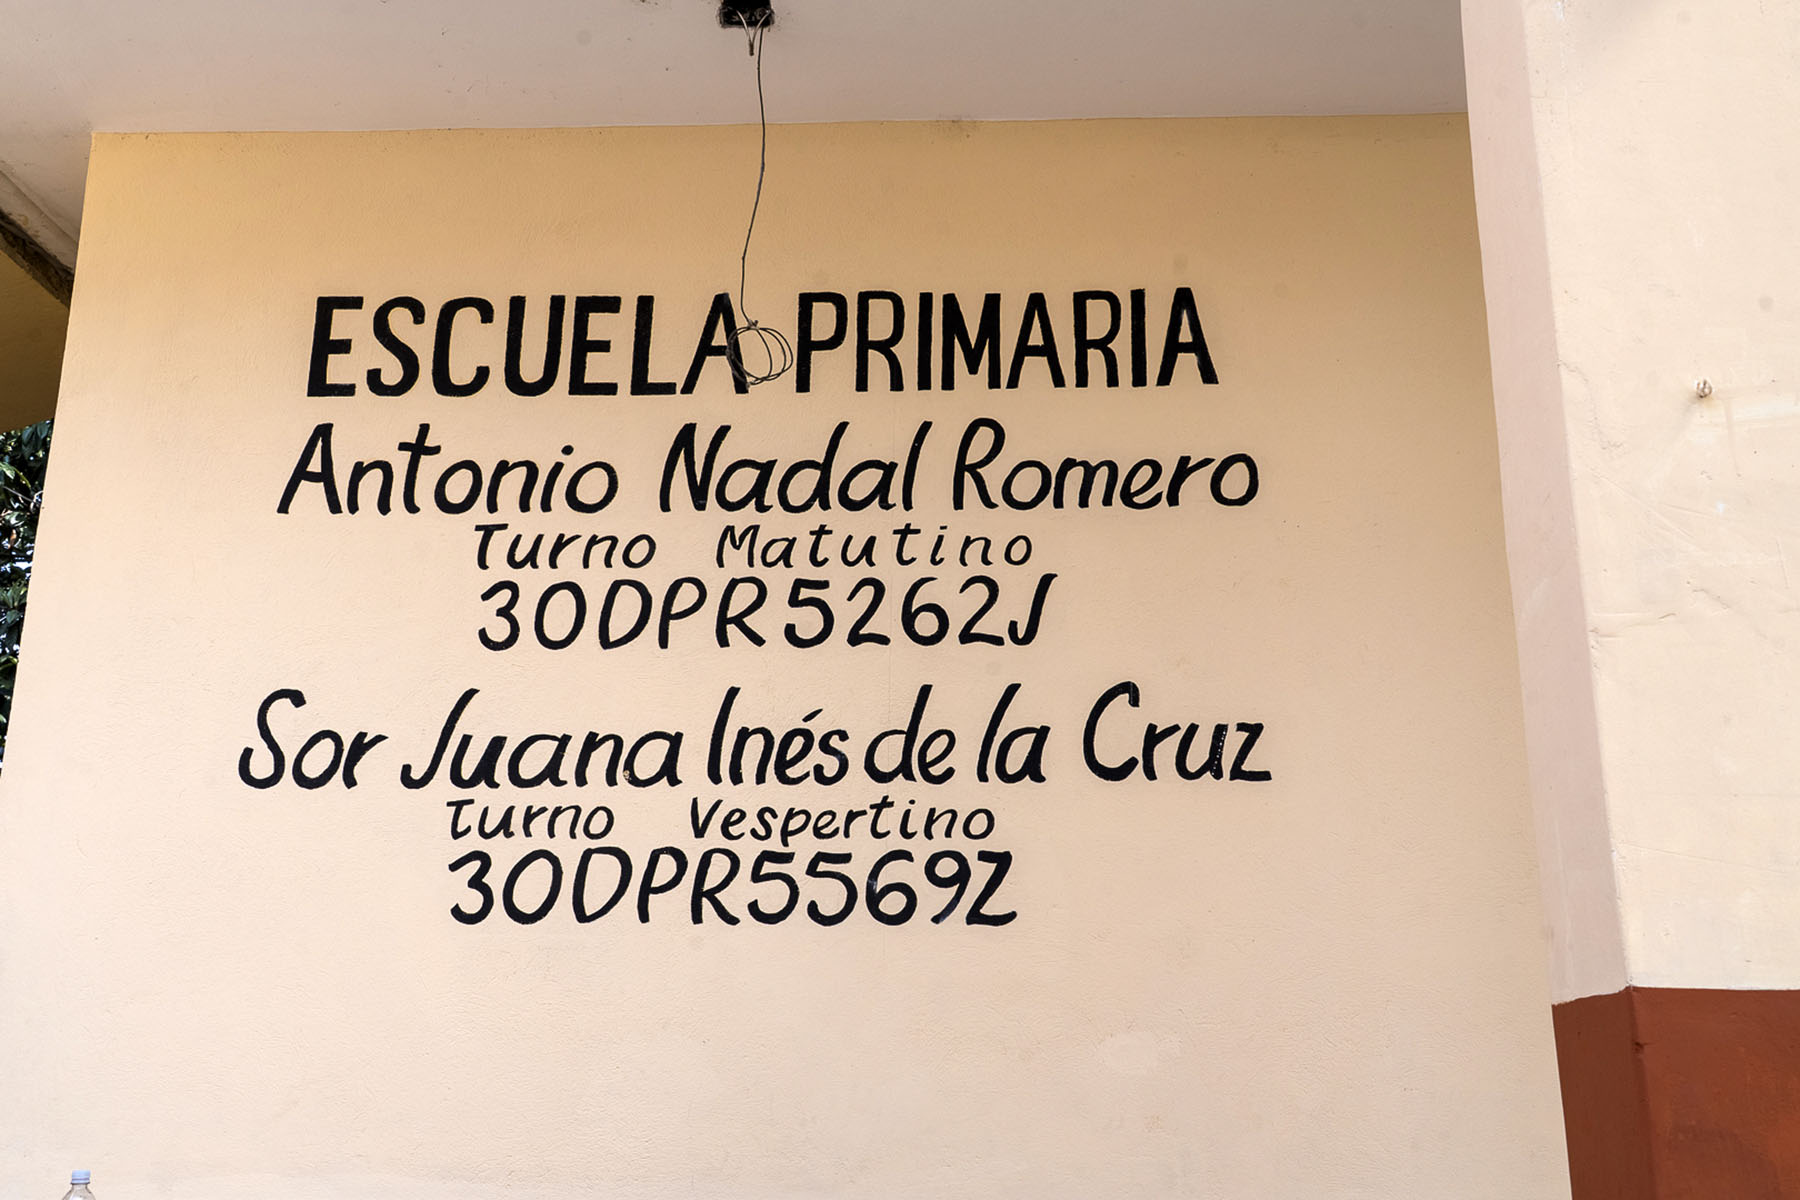 ESCUELA PRIMARIA
Antonio Nadal Romero
Turno Matutino
30DPR5262J
Sor Juana Inés de la Cruz
Turno Vespertino
30DPR5569Z